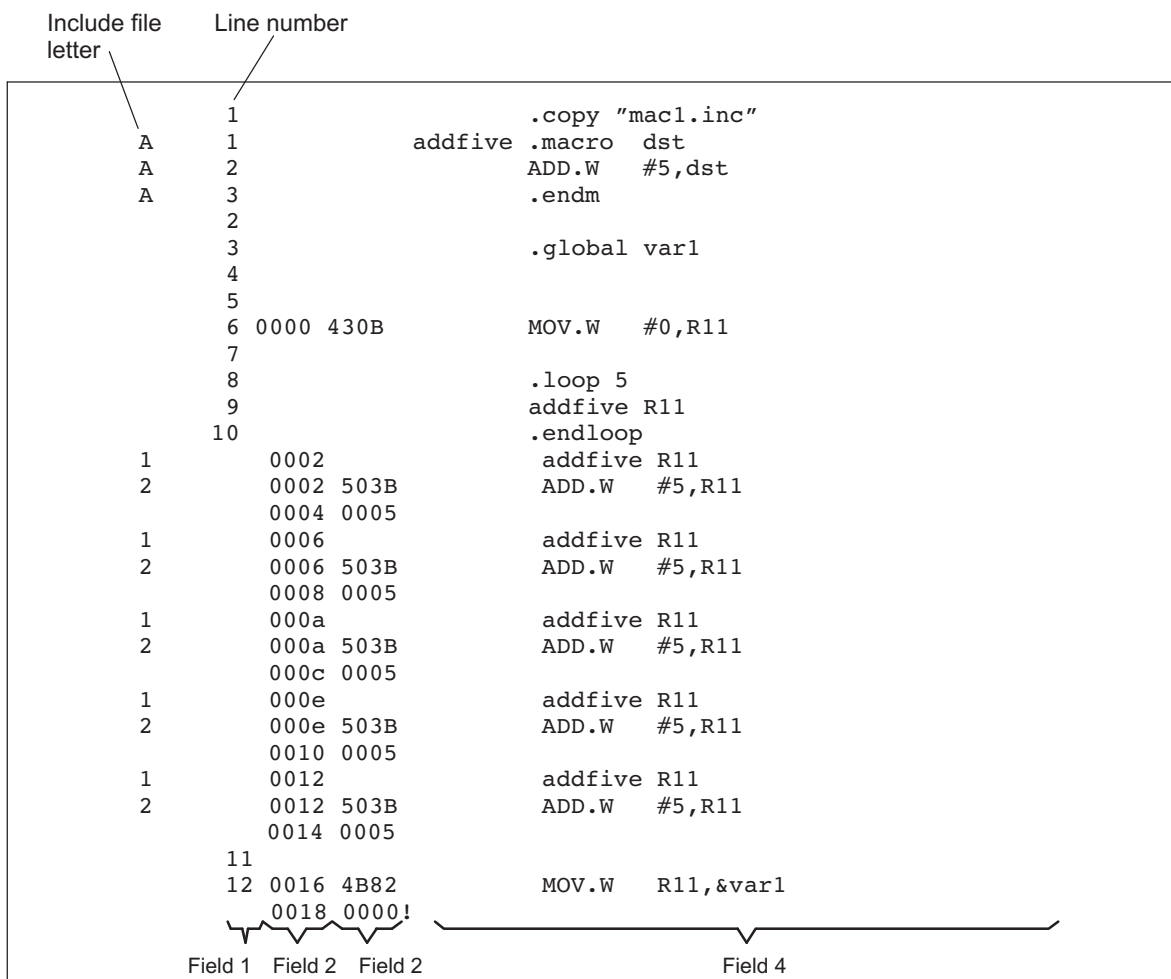 Include file letter
Line number
1 .copy ”mac1.inc”
A 1 addfive .macro dst
A 2 ADD.W #5,dst
A 3 .endm
2
3 .global var1
4
5
6 0000 430B MOV.W #0,R11
7
8 .loop 5
9 addfive R11
10 .endloop
1 0002 addfive R11
2 0002 503B ADD.W #5,R11
0004 0005
1 0006 addfive R11
2 0006 503B ADD.W #5,R11
0008 0005
1 000a addfive R11
2 000a 503B ADD.W #5,R11
000c 0005
1 000e addfive R11
2 000e 503B ADD.W #5,R11
0010 0005
1 0012 addfive R11
2 0012 503B ADD.W #5,R11
0014 0005
11
12 0016 4B82 MOV.W R11,&var1
0018 0000!
Field 1 Field 2 Field 2 Field 4